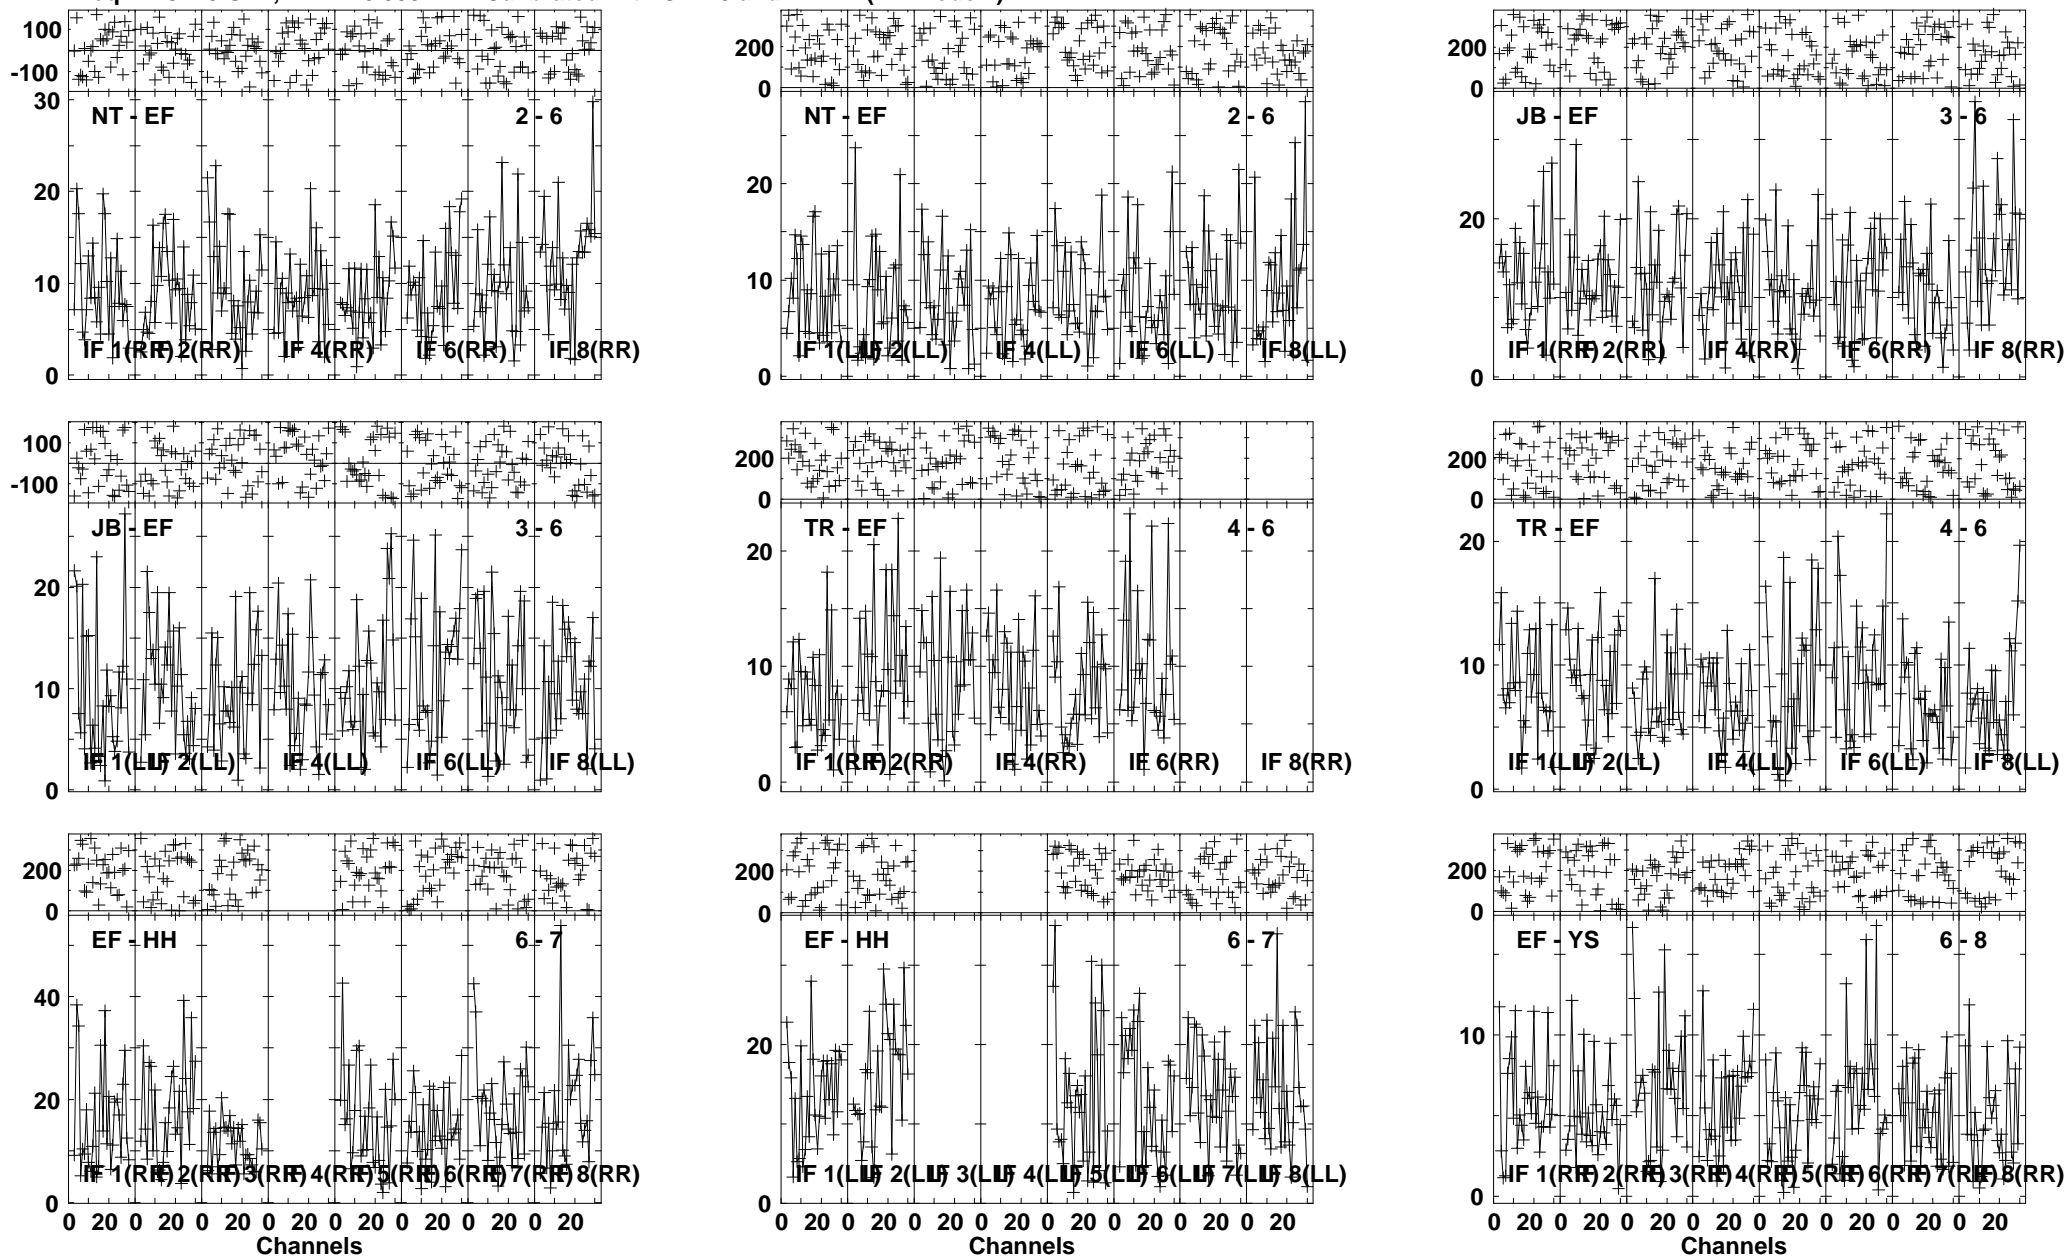 100
-100
30
20
10
0
NT - EF 2 - 6
IF 1(RR) IF 2(RR) IF 4(RR) IF 6(RR) IF 8(RR)
200
0
20
10
0
NT - EF 2 - 6
IF 1(LL) IF 2(LL) IF 4(LL) IF 6(LL) IF 8(LL)
200
0
20
0
JB - EF 3 - 6
IF 1(RR) IF 2(RR) IF 4(RR) IF 6(RR) IF 8(RR)
100
-100
20
10
0
JB - EF 3 - 6
IF 1(LL) IF 2(LL) IF 4(LL) IF 6(LL) IF 8(LL)
200
0
20
10
0
TR - EF 4 - 6
IF 1(RR) IF 2(RR) IF 4(RR) IF 6(RR) IF 8(RR)
200
0
20
10
0
TR - EF 4 - 6
IF 1(LL) IF 2(LL) IF 4(LL) IF 6(LL) IF 8(LL)
200
0
40
20
0
EF - HH 6 - 7
IF 1(RR) IF 2(RR) IF 3(RR) IF 4(RR) IF 5(RR) IF 6(RR) IF 7(RR) IF 8(RR)
0 20 0 20 0 20 0 20 0 20 0 20 0 20 0 20
Channels
200
0
20
0
EF - HH 6 - 7
IF 1(LL) IF 2(LL) IF 3(LL) IF 4(LL) IF 5(LL) IF 6(LL) IF 7(LL) IF 8(LL)
0 20 0 20 0 20 0 20 0 20 0 20 0 20 0 20
Channels
200
0
10
0
EF - YS 6 - 8
IF 1(RR) IF 2(RR) IF 3(RR) IF 4(RR) IF 5(RR) IF 6(RR) IF 7(RR) IF 8(RR)
0 20 0 20 0 20 0 20 0 20 0 20 0 20 0 20
Channels